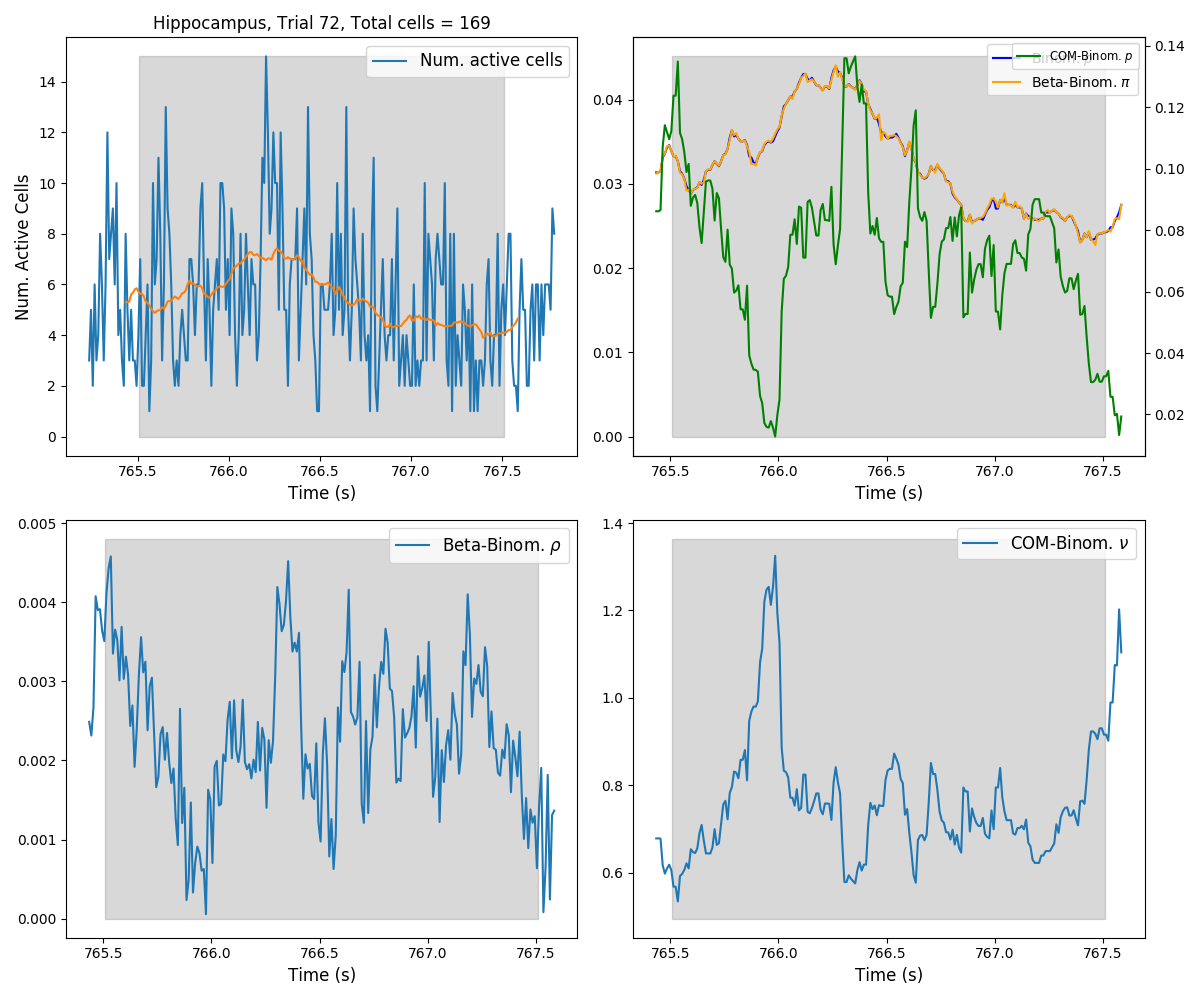 Hippocampus, Trial 72, Total cells = 169
Num. active cells
Num. Active Cells
14
12
10
8
6
4
2
0
765.5 766.0 766.5 767.0 767.5
Time (s)
Binom. p
COM-Binom. p
Beta-Binom. π
0.04
0.03
0.02
0.01
0.00
0.14
0.12
0.10
0.08
0.06
0.04
0.02
765.5 766.0 766.5 767.0 767.5
Time (s)
Beta-Binom. ρ
0.005
0.004
0.003
0.002
0.001
0.000
765.5 766.0 766.5 767.0 767.5
Time (s)
COM-Binom. ν
1.4
1.2
1.0
0.8
0.6
765.5 766.0 766.5 767.0 767.5
Time (s)